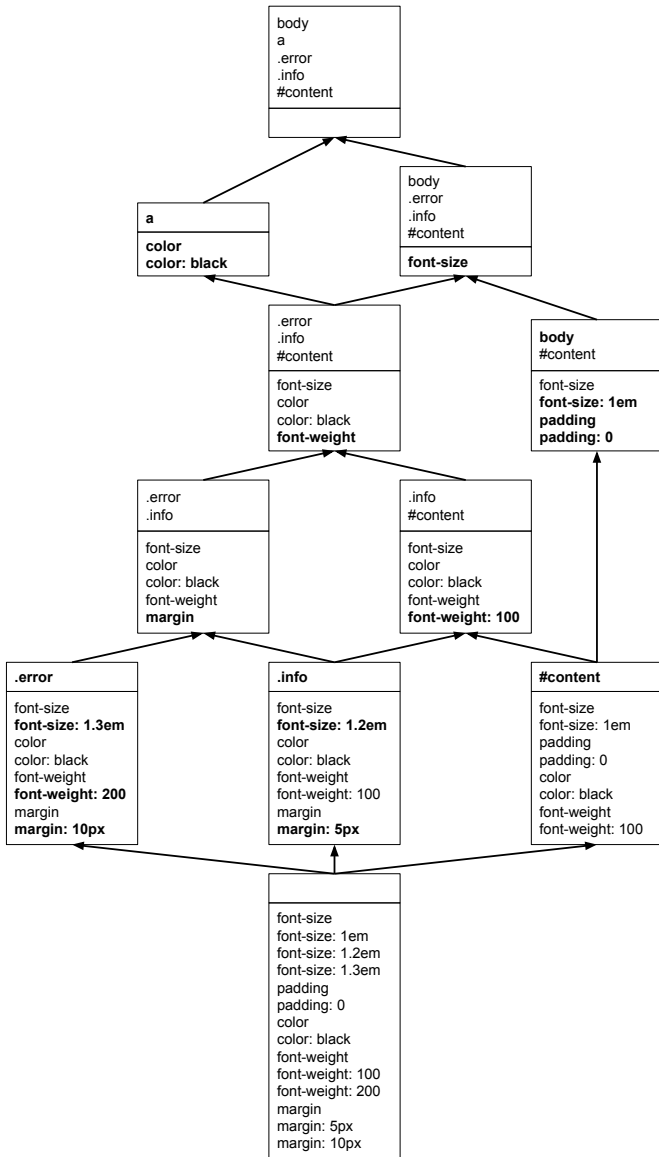 body
a
.error
.info
#content
a
color
color: black
body
.error
.info
#content
font-size
.error
.info
#content
font-size
color
color: black
font-weight
body
#content
font-size
font-size: 1em
padding
padding: 0
.error
.info
font-size
color
color: black
font-weight
margin
.info
#content
font-size
color
color: black
font-weight
font-weight: 100
.error
font-size
font-size: 1.3em
color
color: black
font-weight
font-weight: 200
margin
margin: 10px
.info
font-size
font-size: 1.2em
color
color: black
font-weight
font-weight: 100
margin
margin: 5px
#content
font-size
font-size: 1em
padding
padding: 0
color
color: black
font-weight
font-weight: 100
font-size
font-size: 1em
font-size: 1.2em
font-size: 1.3em
padding
padding: 0
color
color: black
font-weight
font-weight: 100
font-weight: 200
margin
margin: 5px
margin: 10px